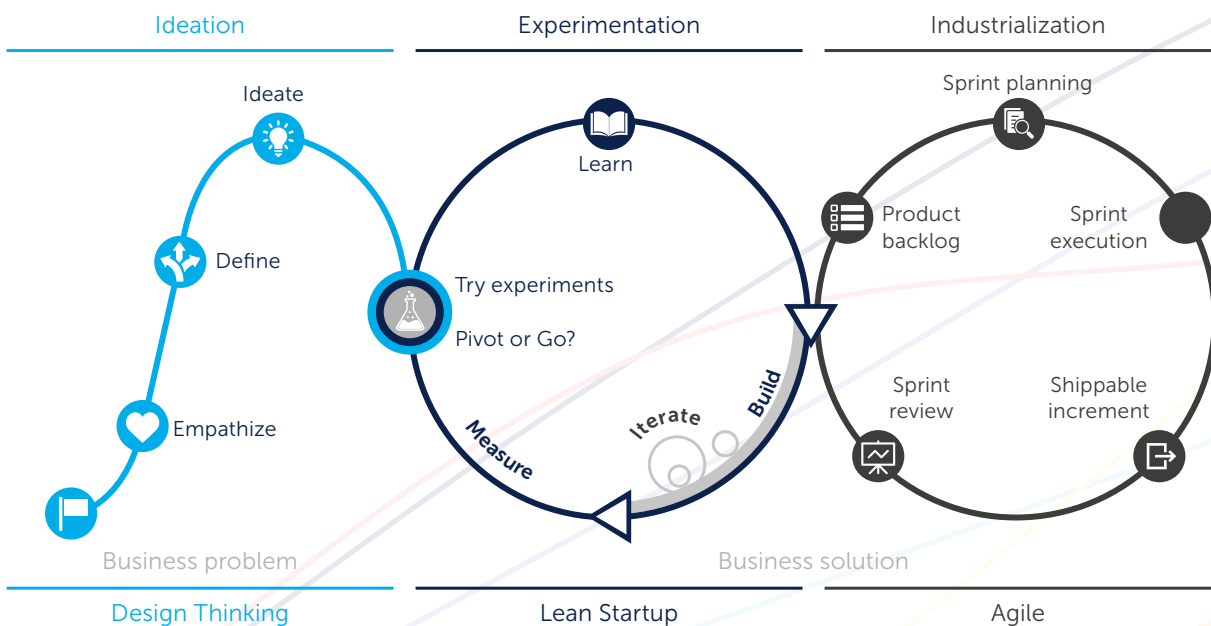 Ideation
Experimentation
Industrialization
Ideate
Define
Empathize
Learn
Try experiments
Pivot or Go?
Measure
Iterate
Build
Sprint planning
Product
backlog
Sprint
execution
Sprint
review
Shippable
increment
Business problem
Business solution
Design Thinking
Lean Startup
Agile